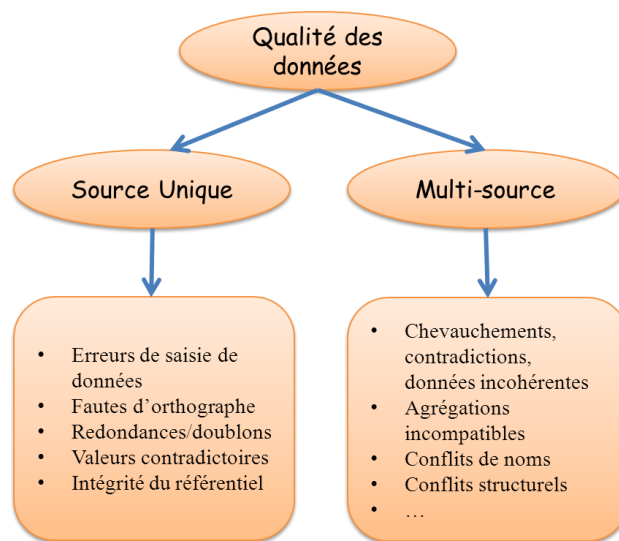 Qualité des
données
Source Unique
Multi-source
• Erreurs de saisie de
données
• Fautes d’orthographe
• Redondances/doublons
• Valeurs contradictoires
• Intégrité du référentiel
• Chevauchements,
contradictions,
données incohérentes
• Agrégations
incompatibles
• Conflits de noms
• Conflits structurels
• …